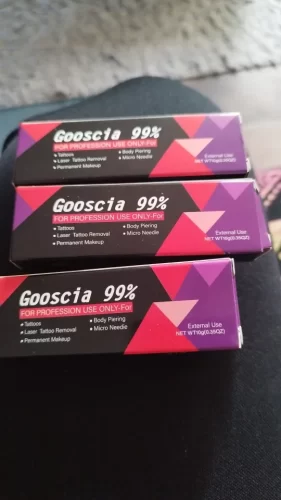 Gooscia 99%
FOR PROFESSION USE ONLY-For
• Tattoos
• Body Piering
• Laser Tattoo Removal
• Micro Needle
• Permanent Makeup
External Use
NET WT10g(0.35OZ)
Gooscia 99%
FOR PROFESSION USE ONLY-For
• Tattoos
• Body Piering
• Laser Tattoo Removal
• Micro Needle
• Permanent Makeup
External Use
NET WT10g(0.35OZ)
Gooscia 99%
FOR PROFESSION USE ONLY-For
• Tattoos
• Body Piering
• Laser Tattoo Removal
• Micro Needle
• Permanent Makeup
External Use
NET WT10g(0.35OZ)